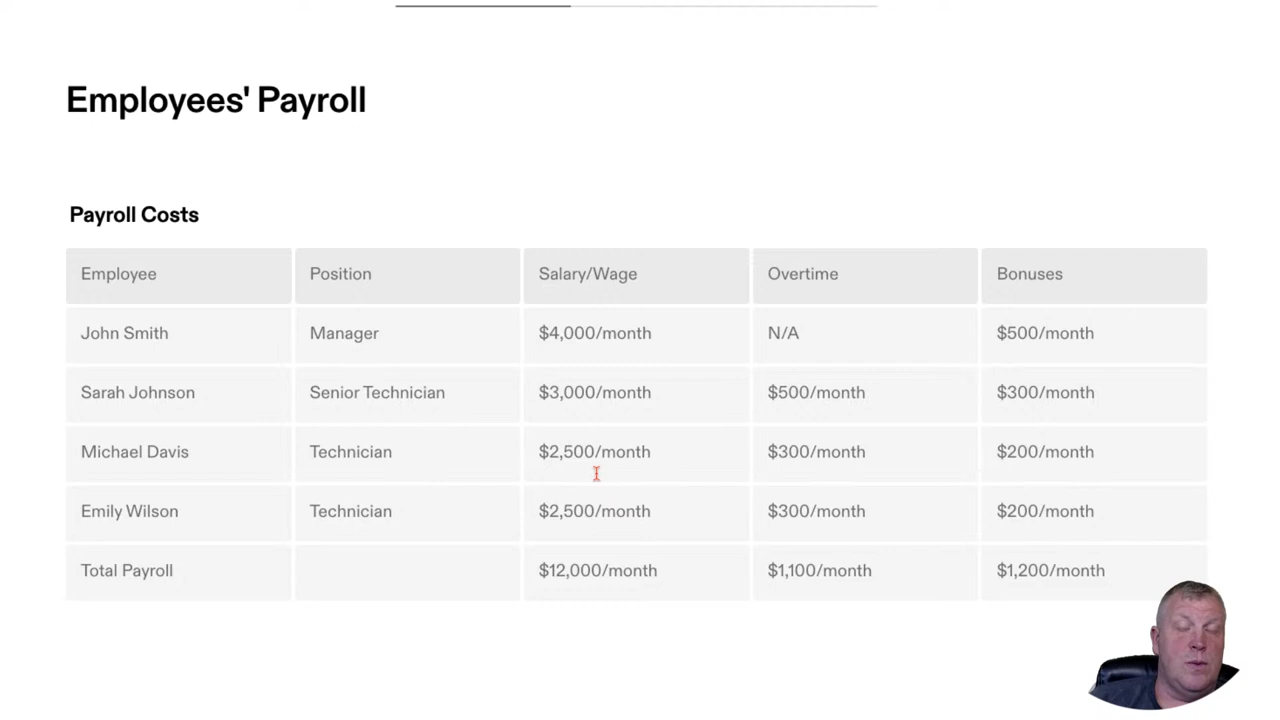 Employees' Payroll
Payroll Costs
Employee Position Salary/Wage Overtime Bonuses
John Smith Manager $4,000/month N/A $500/month
Sarah Johnson Senior Technician $3,000/month $500/month $300/month
Michael Davis Technician $2,500/month $300/month $200/month
Emily Wilson Technician $2,500/month $300/month $200/month
Total Payroll $12,000/month $1,100/month $1,200/month